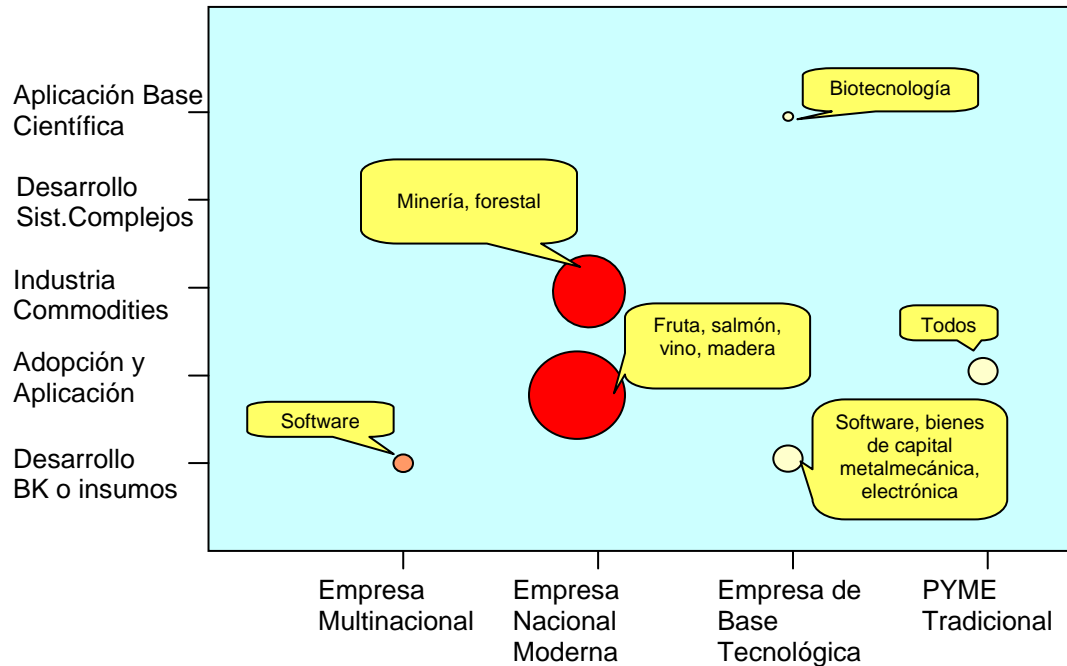 Aplicación Base
Científica
Desarrollo
Sist.Complejos
Industria
Commodities
Adopción y
Aplicación
Desarrollo
BK o insumos
Biotecnología
Minería, forestal
Fruta, salmón,
vino, madera
Todos
Software
Software, bienes
de capital
metalmecánica,
electrónica
Empresa
Multinacional
Empresa
Nacional
Moderna
Empresa de
Base
Tecnológica
PYME
Tradicional